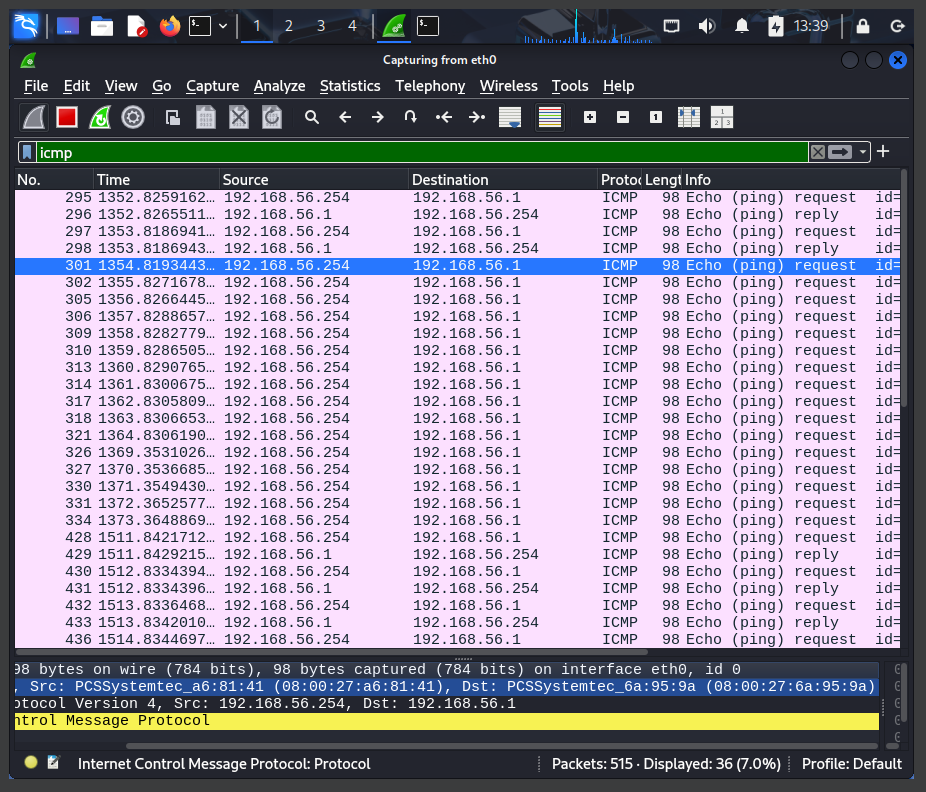 1 2 3 4 13:39
Capturing from eth0
File Edit View Go Capture Analyze Statistics Telephony Wireless Tools Help
icmp
No. Time Source Destination Protoc Lengt Info
295 1352.8259162… 192.168.56.254 192.168.56.1 ICMP 98 Echo (ping) request id=
296 1352.8265511… 192.168.56.1 192.168.56.254 ICMP 98 Echo (ping) reply id=
297 1353.8186941… 192.168.56.254 192.168.56.1 ICMP 98 Echo (ping) request id=
298 1353.8186943… 192.168.56.1 192.168.56.254 ICMP 98 Echo (ping) reply id=
301 1354.8193443… 192.168.56.254 192.168.56.1 ICMP 98 Echo (ping) request id=
302 1355.8271678… 192.168.56.254 192.168.56.1 ICMP 98 Echo (ping) request id=
305 1356.8266445… 192.168.56.254 192.168.56.1 ICMP 98 Echo (ping) request id=
306 1357.8288657… 192.168.56.254 192.168.56.1 ICMP 98 Echo (ping) request id=
309 1358.8282779… 192.168.56.254 192.168.56.1 ICMP 98 Echo (ping) request id=
310 1359.8286505… 192.168.56.254 192.168.56.1 ICMP 98 Echo (ping) request id=
313 1360.8290765… 192.168.56.254 192.168.56.1 ICMP 98 Echo (ping) request id=
314 1361.8300675… 192.168.56.254 192.168.56.1 ICMP 98 Echo (ping) request id=
317 1362.8305809… 192.168.56.254 192.168.56.1 ICMP 98 Echo (ping) request id=
318 1363.8306653… 192.168.56.254 192.168.56.1 ICMP 98 Echo (ping) request id=
321 1364.8306190… 192.168.56.254 192.168.56.1 ICMP 98 Echo (ping) request id=
326 1369.3531026… 192.168.56.254 192.168.56.1 ICMP 98 Echo (ping) request id=
327 1370.3536685… 192.168.56.254 192.168.56.1 ICMP 98 Echo (ping) request id=
330 1371.3549430… 192.168.56.254 192.168.56.1 ICMP 98 Echo (ping) request id=
331 1372.3652577… 192.168.56.254 192.168.56.1 ICMP 98 Echo (ping) request id=
334 1373.3648869… 192.168.56.254 192.168.56.1 ICMP 98 Echo (ping) request id=
428 1511.8421712… 192.168.56.254 192.168.56.1 ICMP 98 Echo (ping) request id=
429 1511.8429215… 192.168.56.1 192.168.56.254 ICMP 98 Echo (ping) reply id=
430 1512.8334394… 192.168.56.254 192.168.56.1 ICMP 98 Echo (ping) request id=
431 1512.8334396… 192.168.56.1 192.168.56.254 ICMP 98 Echo (ping) reply id=
432 1513.8336468… 192.168.56.254 192.168.56.1 ICMP 98 Echo (ping) request id=
433 1513.8342010… 192.168.56.1 192.168.56.254 ICMP 98 Echo (ping) reply id=
436 1514.8344697… 192.168.56.254 192.168.56.1 ICMP 98 Echo (ping) request id=
98 bytes on wire (784 bits), 98 bytes captured (784 bits) on interface eth0, id 0
, Src: PCSSystemtec_a6:81:41 (08:00:27:a6:81:41), Dst: PCSSystemtec_6a:95:9a (08:00:27:6a:95:9a)
otocol Version 4, Src: 192.168.56.254, Dst: 192.168.56.1
ntrol Message Protocol
Internet Control Message Protocol: Protocol Packets: 515 · Displayed: 36 (7.0%) Profile: Default